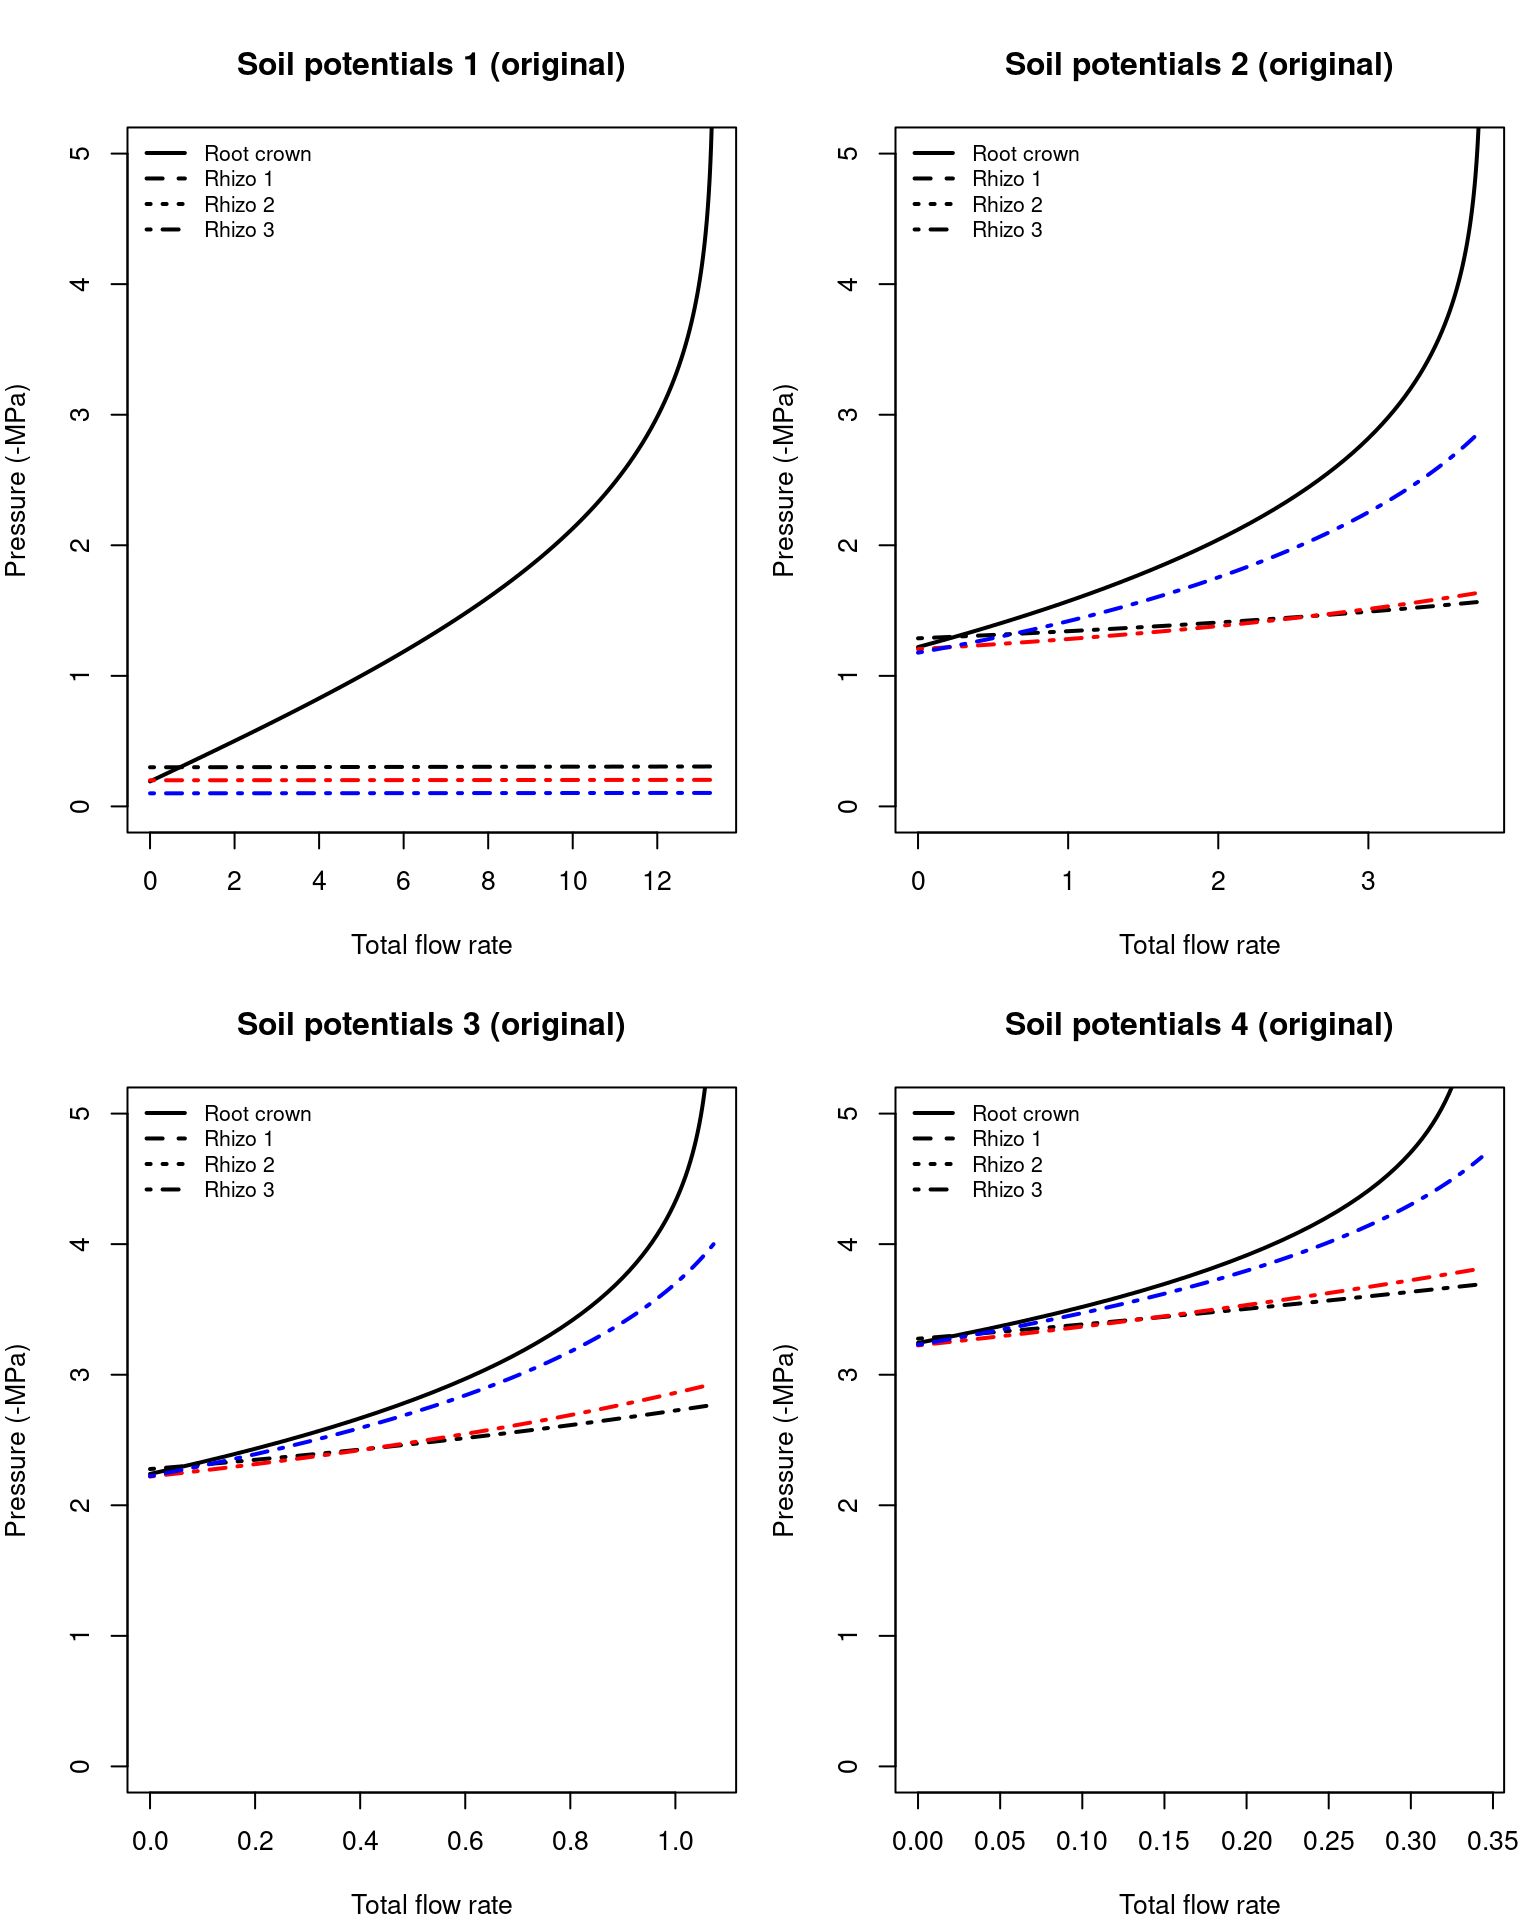 Soil potentials 1 (original)
Pressure (-MPa)
5
4
3
2
1
0
Root crown
Rhizo 1
Rhizo 2
Rhizo 3
0 2 4 6 8 10 12
Total flow rate
Soil potentials 2 (original)
Pressure (-MPa)
5
4
3
2
1
0
Root crown
Rhizo 1
Rhizo 2
Rhizo 3
0 1 2 3
Total flow rate
Soil potentials 3 (original)
Pressure (-MPa)
5
4
3
2
1
0
Root crown
Rhizo 1
Rhizo 2
Rhizo 3
0.0 0.2 0.4 0.6 0.8 1.0
Total flow rate
Soil potentials 4 (original)
Pressure (-MPa)
5
4
3
2
1
0
Root crown
Rhizo 1
Rhizo 2
Rhizo 3
0.00 0.05 0.10 0.15 0.20 0.25 0.30 0.35
Total flow rate